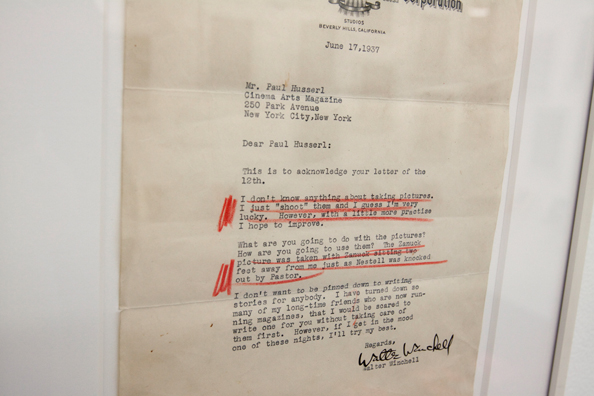 Corporation
STUDIOS
BEVERLY HILLS, CALIFORNIA
June 17,1937
Mr. Paul Husserl
Cinema Arts Magazine
250 Park Avenue
New York City,New York
Dear Paul Husserl:
This is to acknowledge your letter of the
12th.
I don't know anything about taking pictures.
I just "shoot" them and I guess I'm very
lucky. However, with a little more practise
I hope to improve.
What are you going to do with the pictures?
How are you going to use them? The Zanuck
picture was taken with Zanuck sitting two
feet away from me just as Nestell was knocked
out by Pastor.
I don't want to be pinned down to writing
stories for anybody. I have turned down so
many of my long-time friends who are now run-
ning magazines, that I would be scared to
write one for you without taking care of
them first. However, if I get in the mood
one of these nights, I'll try my best.
Regards,
Walter Winchell
Walter Winchell